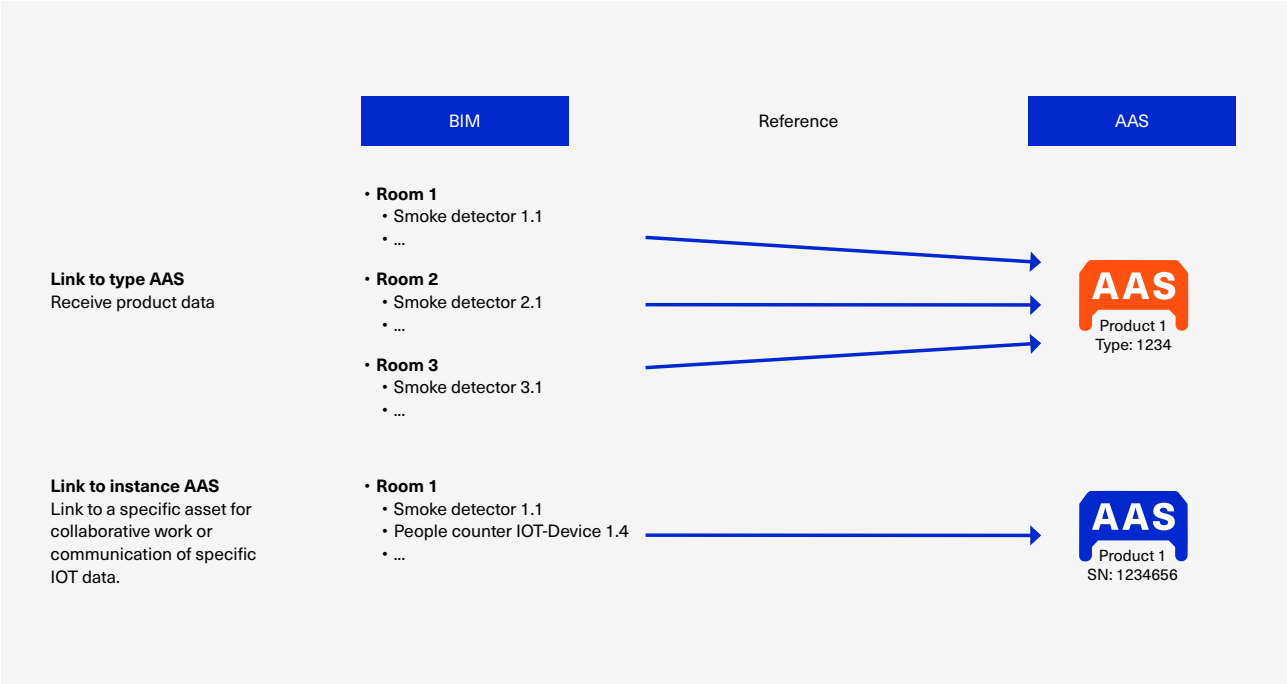 BIM
Reference
AAS
Link to type AAS
Receive product data
• Room 1
• Smoke detector 1.1
• ...
• Room 2
• Smoke detector 2.1
• ...
• Room 3
• Smoke detector 3.1
• ...
AAS
Product 1
Type: 1234
Link to instance AAS
Link to a specific asset for
collaborative work or
communication of specific
IOT data.
• Room 1
• Smoke detector 1.1
• People counter IOT-Device 1.4
• ...
AAS
Product 1
SN: 1234656